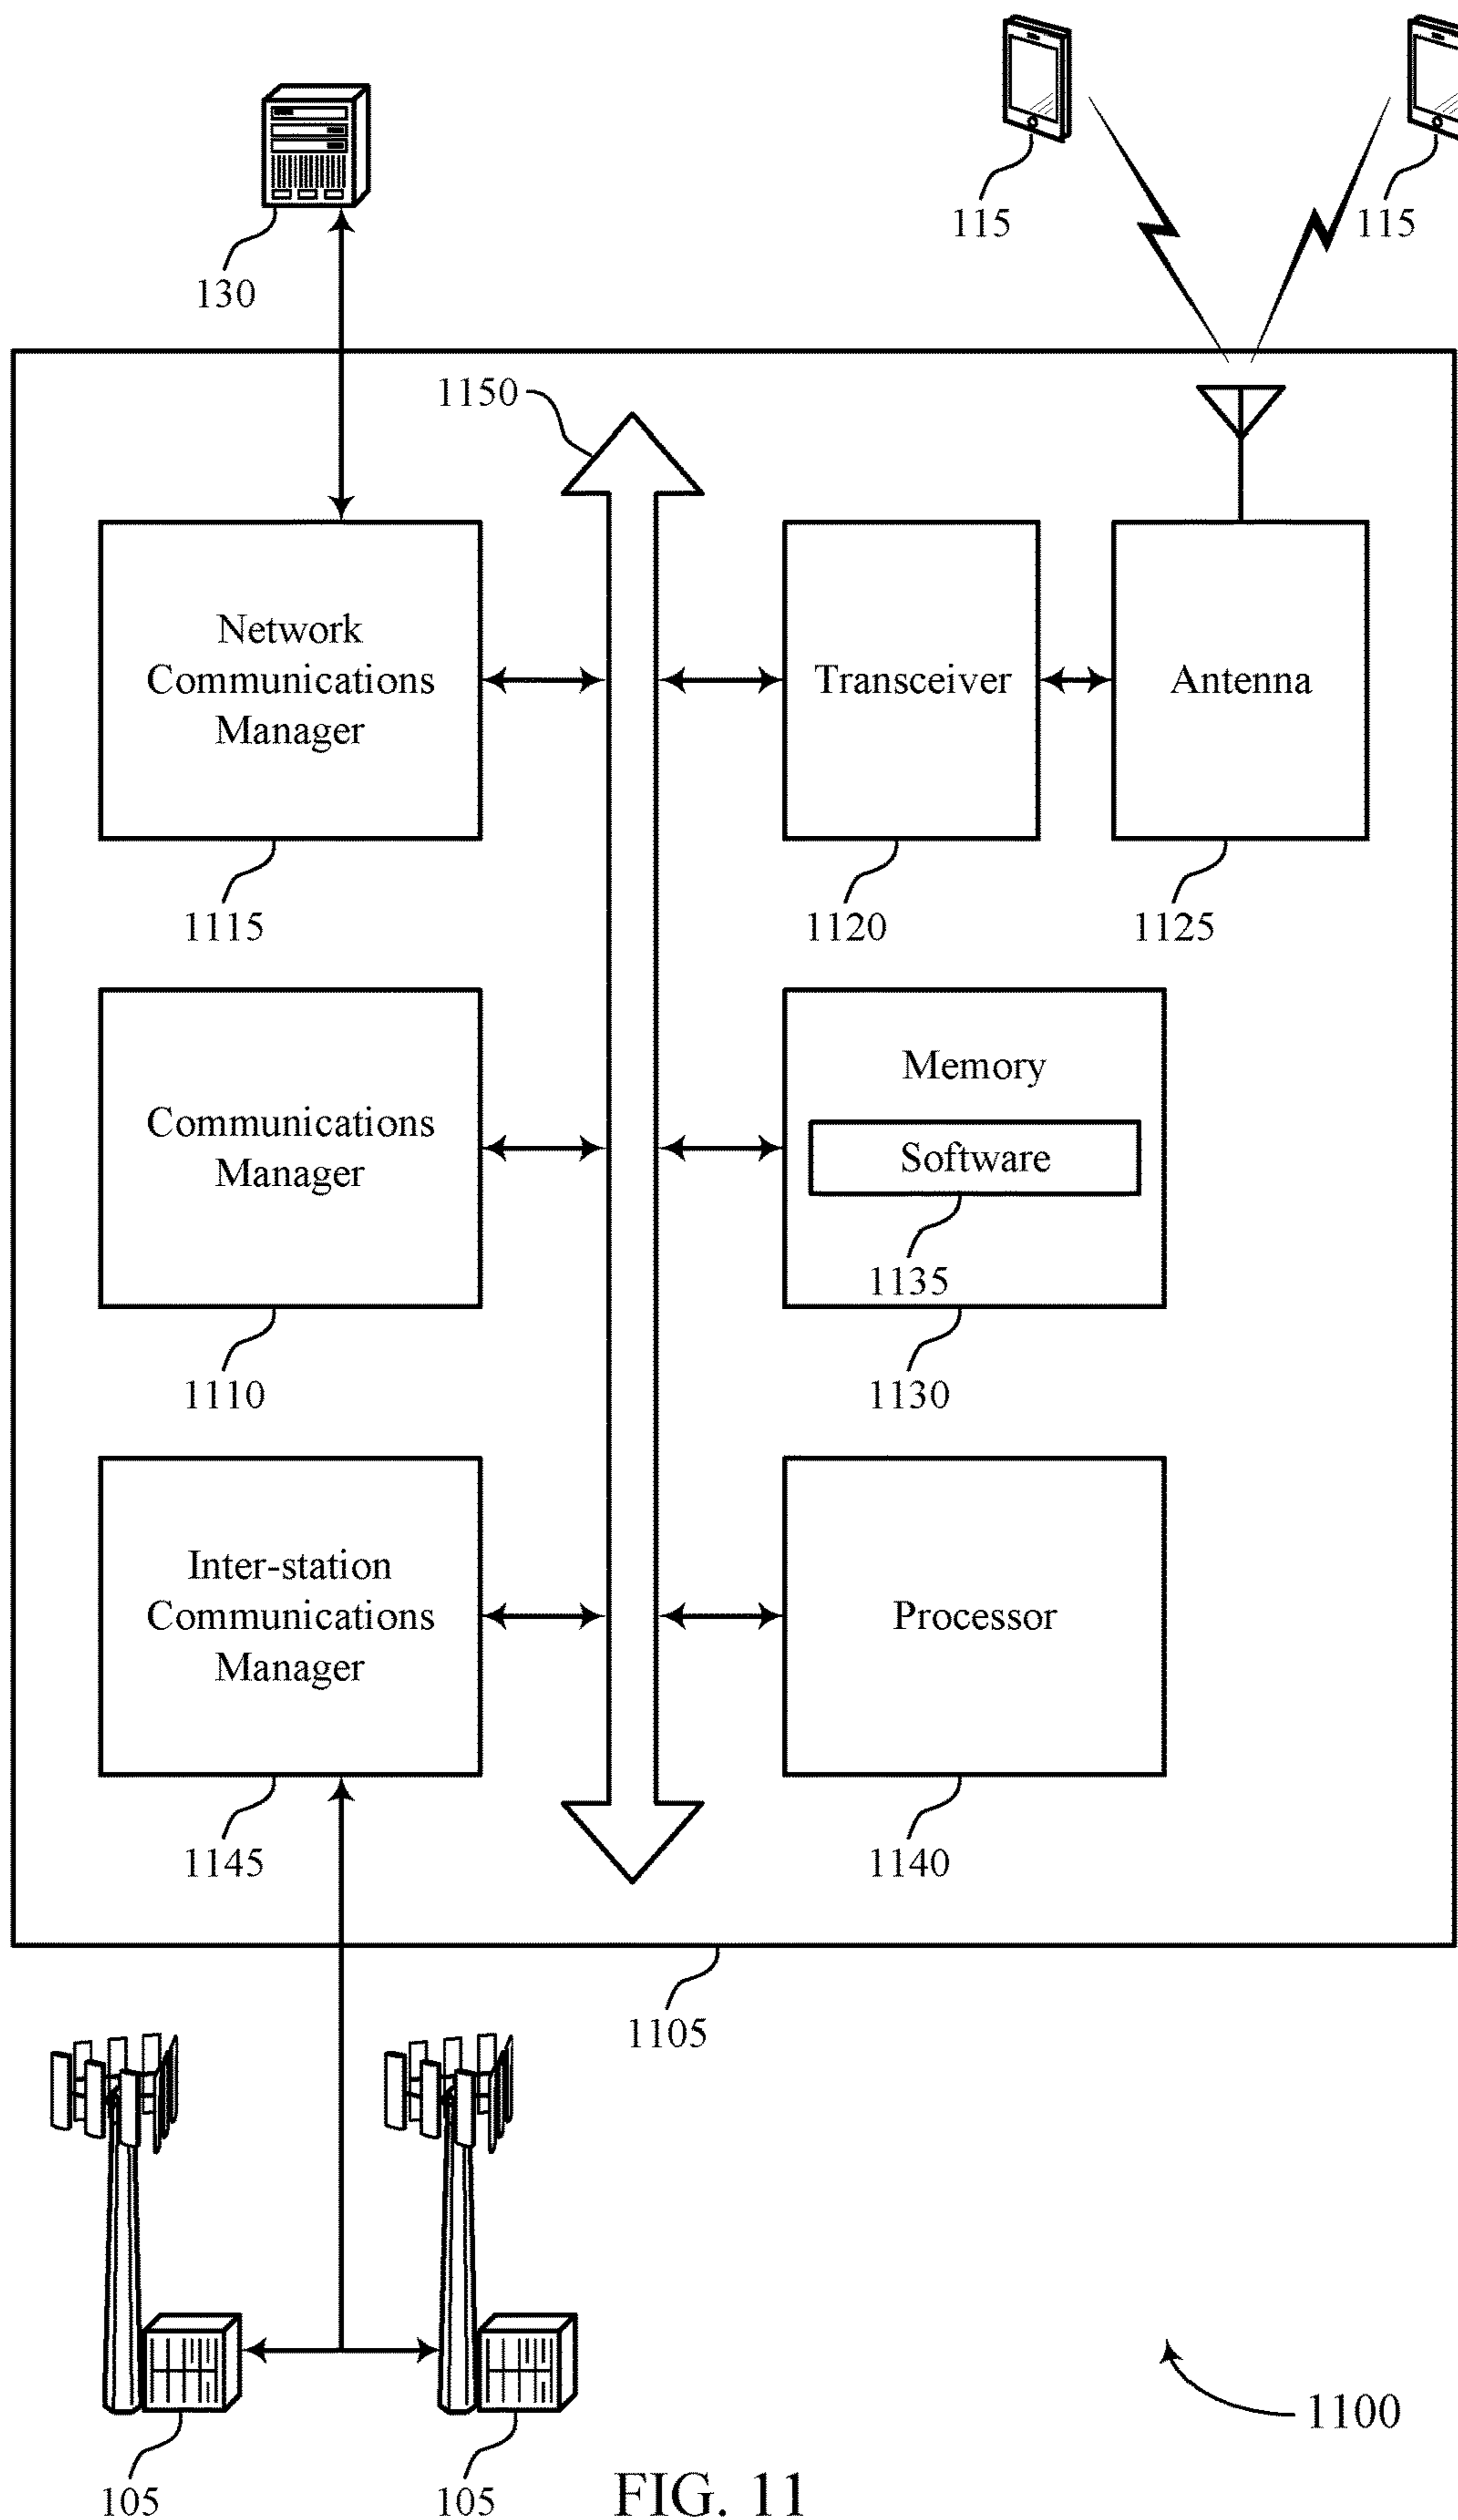 115
115
130
1150
Network
Communications
Manager
Transceiver
Antenna
1115
1120
1125
Communications
Manager
Memory
Software
1135
1110
1130
Inter-station
Communications
Manager
Processor
1145
1140
1105
1100
105
105
FIG. 11